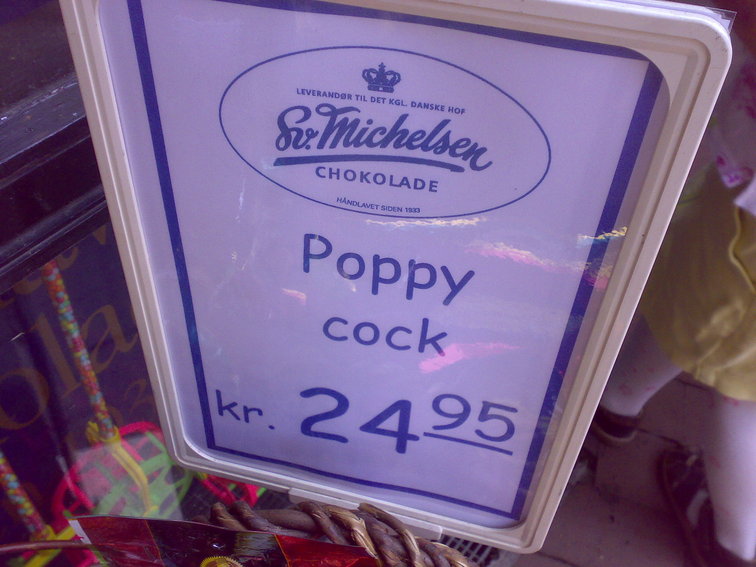 LEVERANDØR TIL DET KGL. DANSKE HOF
Sv. Michelsen
CHOKOLADE
HÅNDLAVET SIDEN 1933
Poppy
cock
kr. 24 95